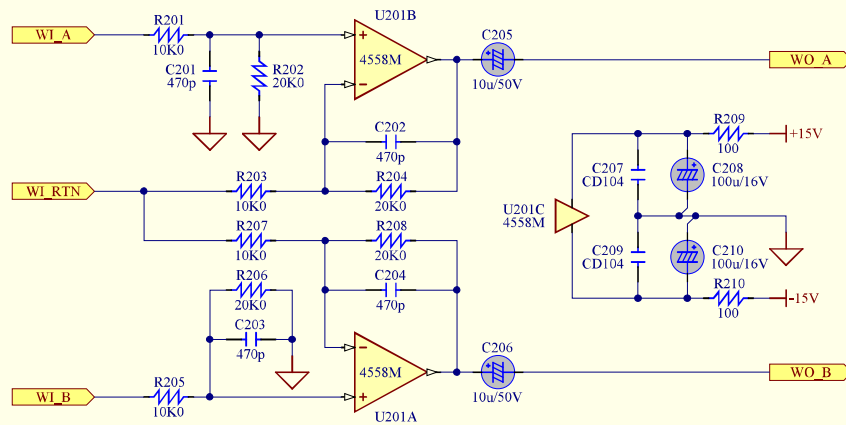 U201B
WI_A
R201
10K0
C201
470p
R202
20K0
+
4558M
-
C205
+
10u/50V
WO_A
C202
470p
WI_RTN
R203
10K0
R204
20K0
R207
10K0
R208
20K0
C204
470p
R206
20K0
C203
470p
WI_B
R205
10K0
-
4558M
+
U201A
C206
+
10u/50V
WO_B
R209
100
+15V
C207
CD104
+
C208
100u/16V
U201C
4558M
C209
CD104
+
C210
100u/16V
R210
100
-15V